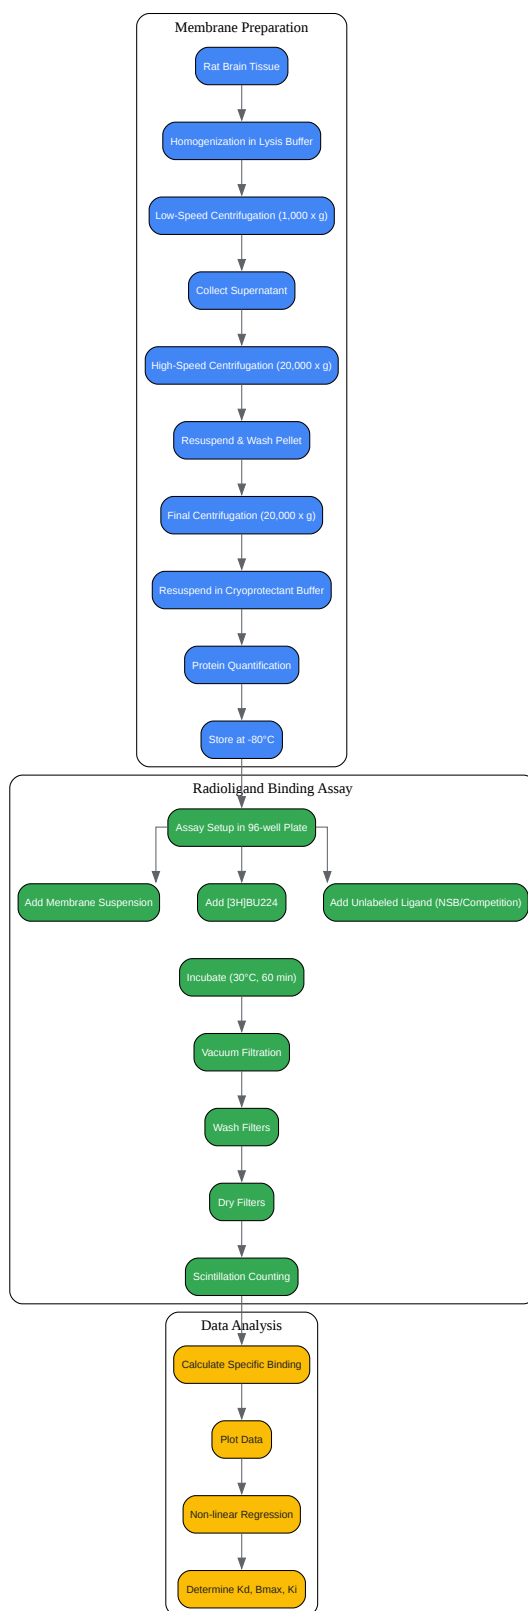 Membrane Preparation
Rat Brain Tissue
Homogenization in Lysis Buffer
Low-Speed Centrifugation (1,000 x g)
Collect Supernatant
High-Speed Centrifugation (20,000 x g)
Resuspend & Wash Pellet
Final Centrifugation (20,000 x g)
Resuspend in Cryoprotectant Buffer
Protein Quantification
Store at -80°C
Radioligand Binding Assay
Assay Setup in 96-well Plate
Add Membrane Suspension
Add [3H]BU224
Add Unlabeled Ligand (NSB/Competition)
Incubate (30°C, 60 min)
Vacuum Filtration
Wash Filters
Dry Filters
Scintillation Counting
Data Analysis
Calculate Specific Binding
Plot Data
Non-linear Regression
Determine Kd, Bmax, Ki